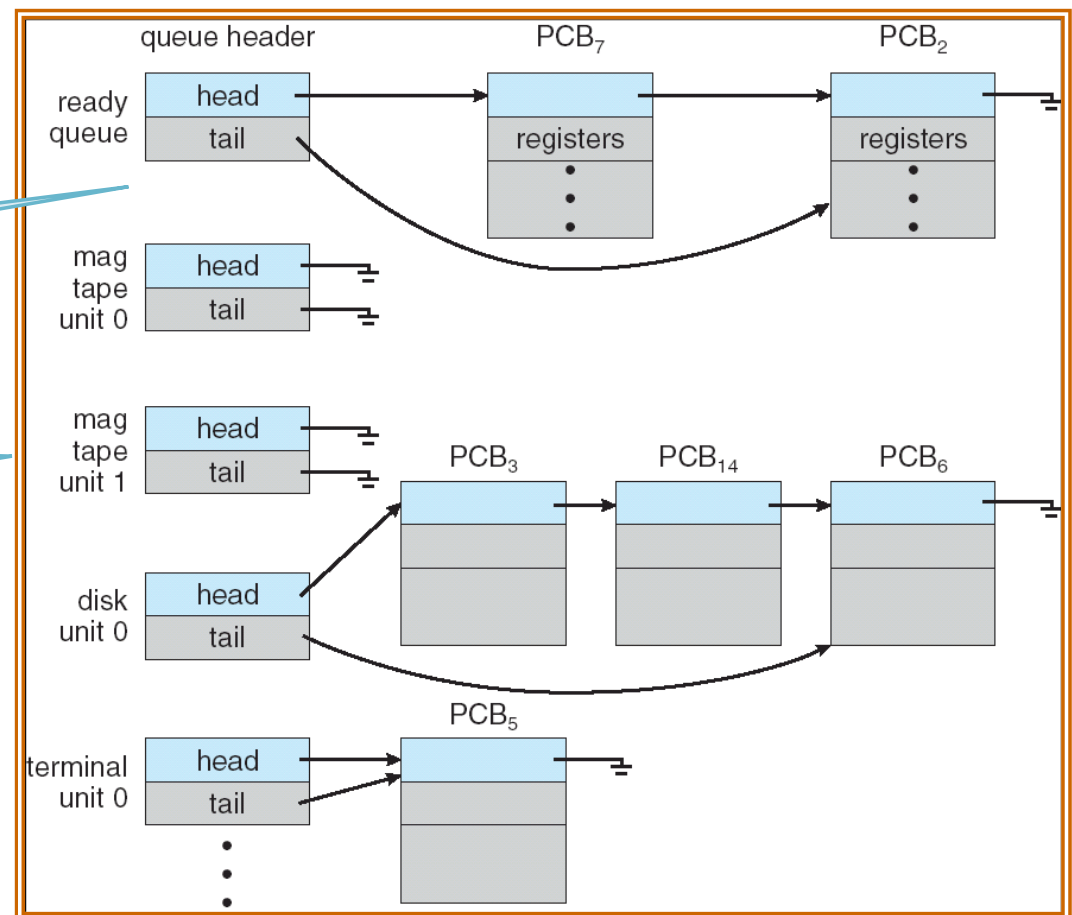 queue header
PCB₇
PCB₂
ready
queue
head
tail
registers
registers
mag
tape
unit 0
head
tail
mag
tape
unit 1
head
tail
PCB₃
PCB₁₄
PCB₆
disk
unit 0
head
tail
PCB₅
terminal
unit 0
head
tail